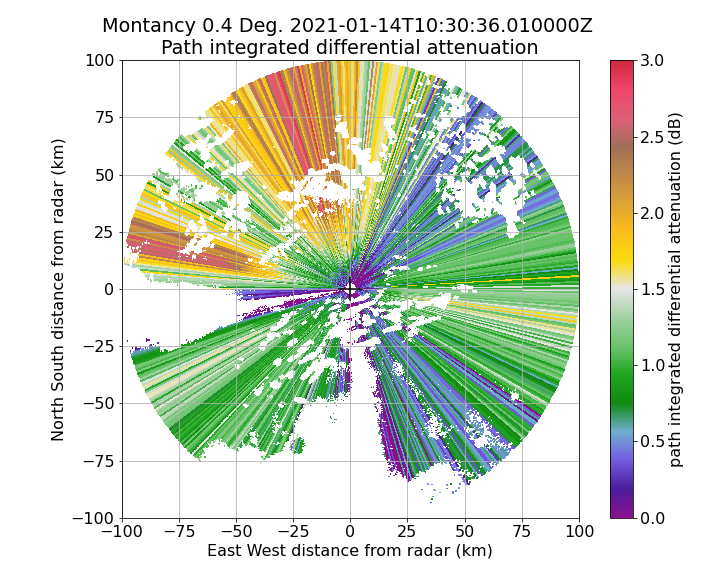 Montancy 0.4 Deg. 2021-01-14T10:30:36.010000Z
Path integrated differential attenuation
North South distance from radar (km)
100
75
50
25
0
−25
−50
−75
−100
−100 −75 −50 −25 0 25 50 75 100
East West distance from radar (km)
3.0
2.5
2.0
1.5
1.0
0.5
0.0
path integrated differential attenuation (dB)